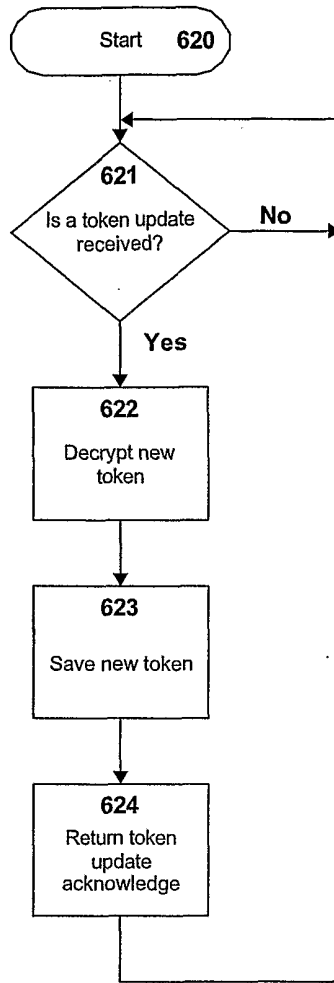 Start 620
621
Is a token update
received?
No
Yes
622
Decrypt new
token
623
Save new token
624
Return token
update
acknowledge